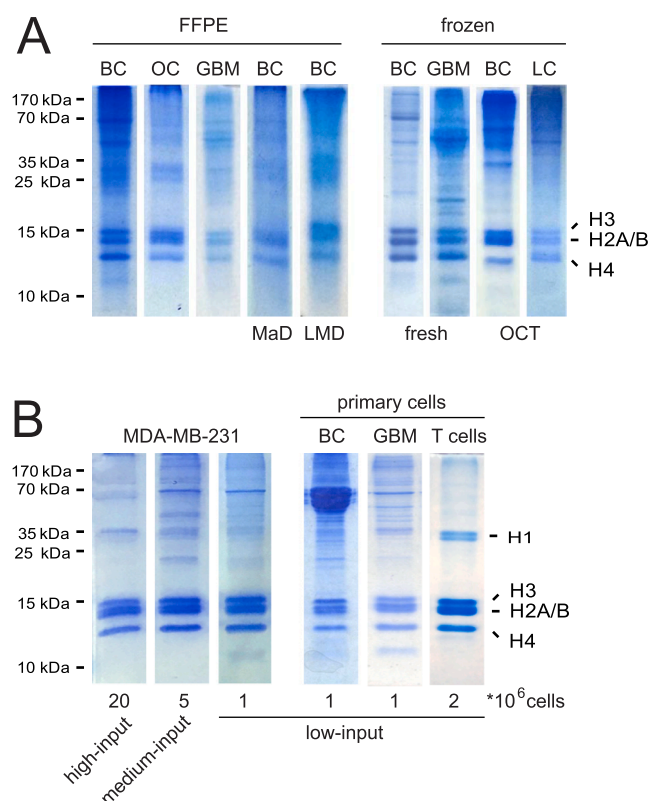 A
FFPE
frozen
BC OC GBM BC BC
BC GBM BC LC
170 kDa
70 kDa
35 kDa
25 kDa
15 kDa
10 kDa
H3
H2A/B
H4
MaD LMD
fresh
OCT
B
primary cells
MDA-MB-231
BC GBM T cells
170 kDa
70 kDa
35 kDa
25 kDa
15 kDa
10 kDa
H1
H3
H2A/B
H4
20 5 1 1 1 2 *10⁶ cells
high-input
medium-input
low-input